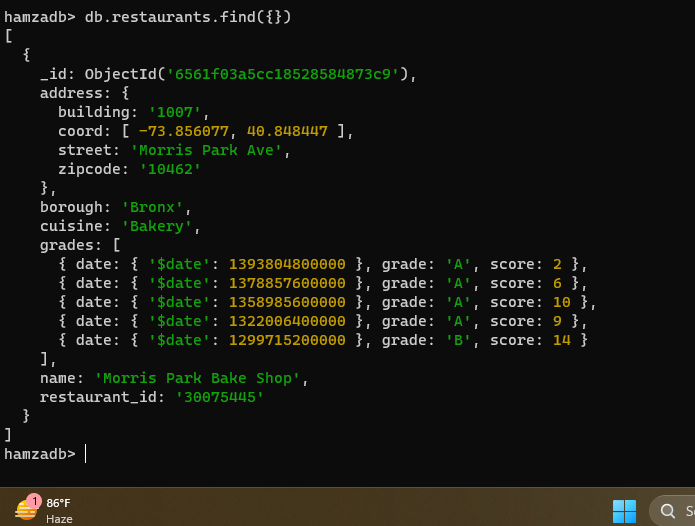 hamzadb> db.restaurants.find({})
[
  {
    _id: ObjectId('6561f03a5cc18528584873c9'),
    address: {
      building: '1007',
      coord: [ -73.856077, 40.848447 ],
      street: 'Morris Park Ave',
      zipcode: '10462'
    },
    borough: 'Bronx',
    cuisine: 'Bakery',
    grades: [
      { date: { '$date': 1393804800000 }, grade: 'A', score: 2 },
      { date: { '$date': 1378857600000 }, grade: 'A', score: 6 },
      { date: { '$date': 1358985600000 }, grade: 'A', score: 10 },
      { date: { '$date': 1322006400000 }, grade: 'A', score: 9 },
      { date: { '$date': 1299715200000 }, grade: 'B', score: 14 }
    ],
    name: 'Morris Park Bake Shop',
    restaurant_id: '30075445'
  }
]
hamzadb>
1
86°F
Haze
S